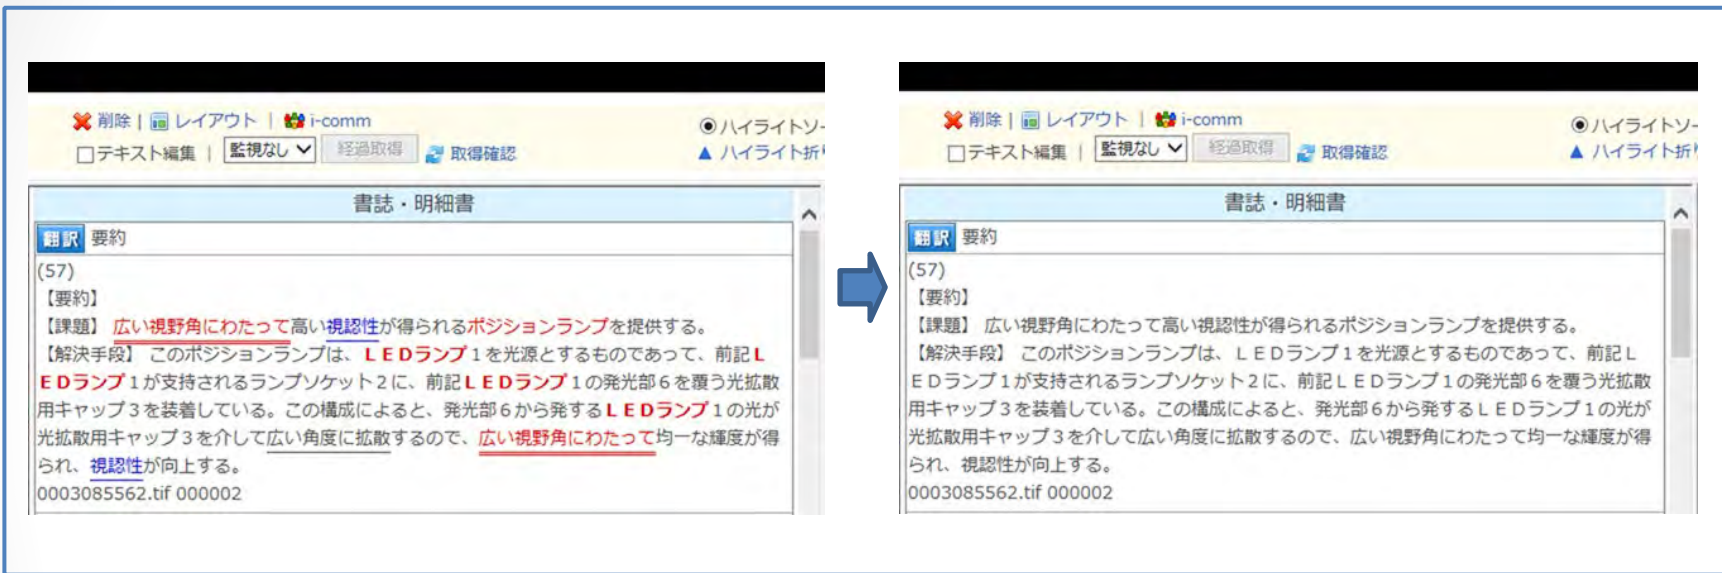 削除 | レイアウト | i-comm
ハイライトソー
テキスト編集 | 監視なし 経過取得 取得確認
ハイライト折り
書誌・明細書
翻訳 要約
(57)
【要約】
【課題】 広い視野角にわたって高い視認性が得られるポジションランプを提供する。
【解決手段】 このポジションランプは、ＬＥＤランプ１を光源とするものであって、前記Ｌ
ＥＤランプ１が支持されるランプソケット２に、前記ＬＥＤランプ１の発光部６を覆う光拡散
用キャップ３を装着している。この構成によると、発光部６から発するＬＥＤランプ１の光が
光拡散用キャップ３を介して広い角度に拡散するので、広い視野角にわたって均一な輝度が得
られ、視認性が向上する。
0003085562.tif 000002
削除 | レイアウト | i-comm
ハイライトソー
テキスト編集 | 監視なし 経過取得 取得確認
ハイライト折り
書誌・明細書
翻訳 要約
(57)
【要約】
【課題】 広い視野角にわたって高い視認性が得られるポジションランプを提供する。
【解決手段】 このポジションランプは、ＬＥＤランプ１を光源とするものであって、前記Ｌ
ＥＤランプ１が支持されるランプソケット２に、前記ＬＥＤランプ１の発光部６を覆う光拡散
用キャップ３を装着している。この構成によると、発光部６から発するＬＥＤランプ１の光が
光拡散用キャップ３を介して広い角度に拡散するので、広い視野角にわたって均一な輝度が得
られ、視認性が向上する。
0003085562.tif 000002